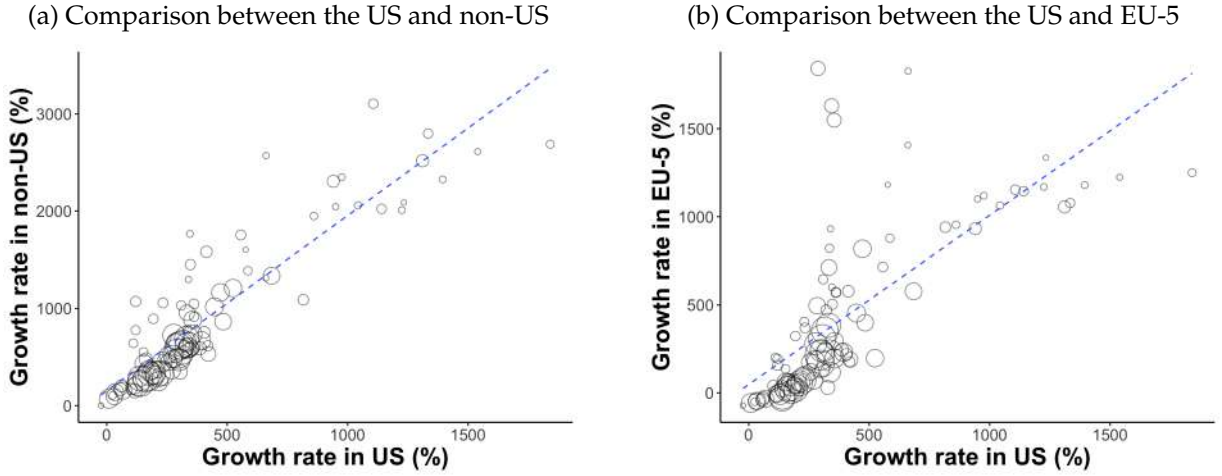 (a) Comparison between the US and non-US
Growth rate in non-US (%)
3000
2000
1000
0
0 500 1000 1500
Growth rate in US (%)
(b) Comparison between the US and EU-5
Growth rate in EU-5 (%)
1500
1000
500
0
0 500 1000 1500
Growth rate in US (%)